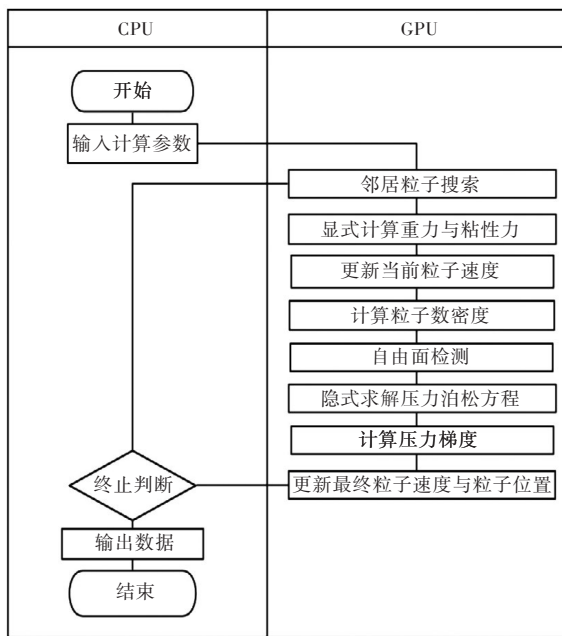 CPU
GPU
开始
输入计算参数
邻居粒子搜索
显式计算重力与粘性力
更新当前粒子速度
计算粒子数密度
自由面检测
隐式求解压力泊松方程
计算压力梯度
终止判断
更新最终粒子速度与粒子位置
输出数据
结束